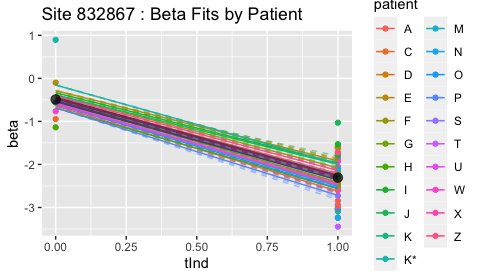 Site 832867 : Beta Fits by Patient
beta
1
0
-1
-2
-3
0.00
0.25
0.50
0.75
1.00
tInd
patient
A
C
D
E
F
G
H
I
J
K
K*
M
N
O
P
S
T
U
W
X
Z